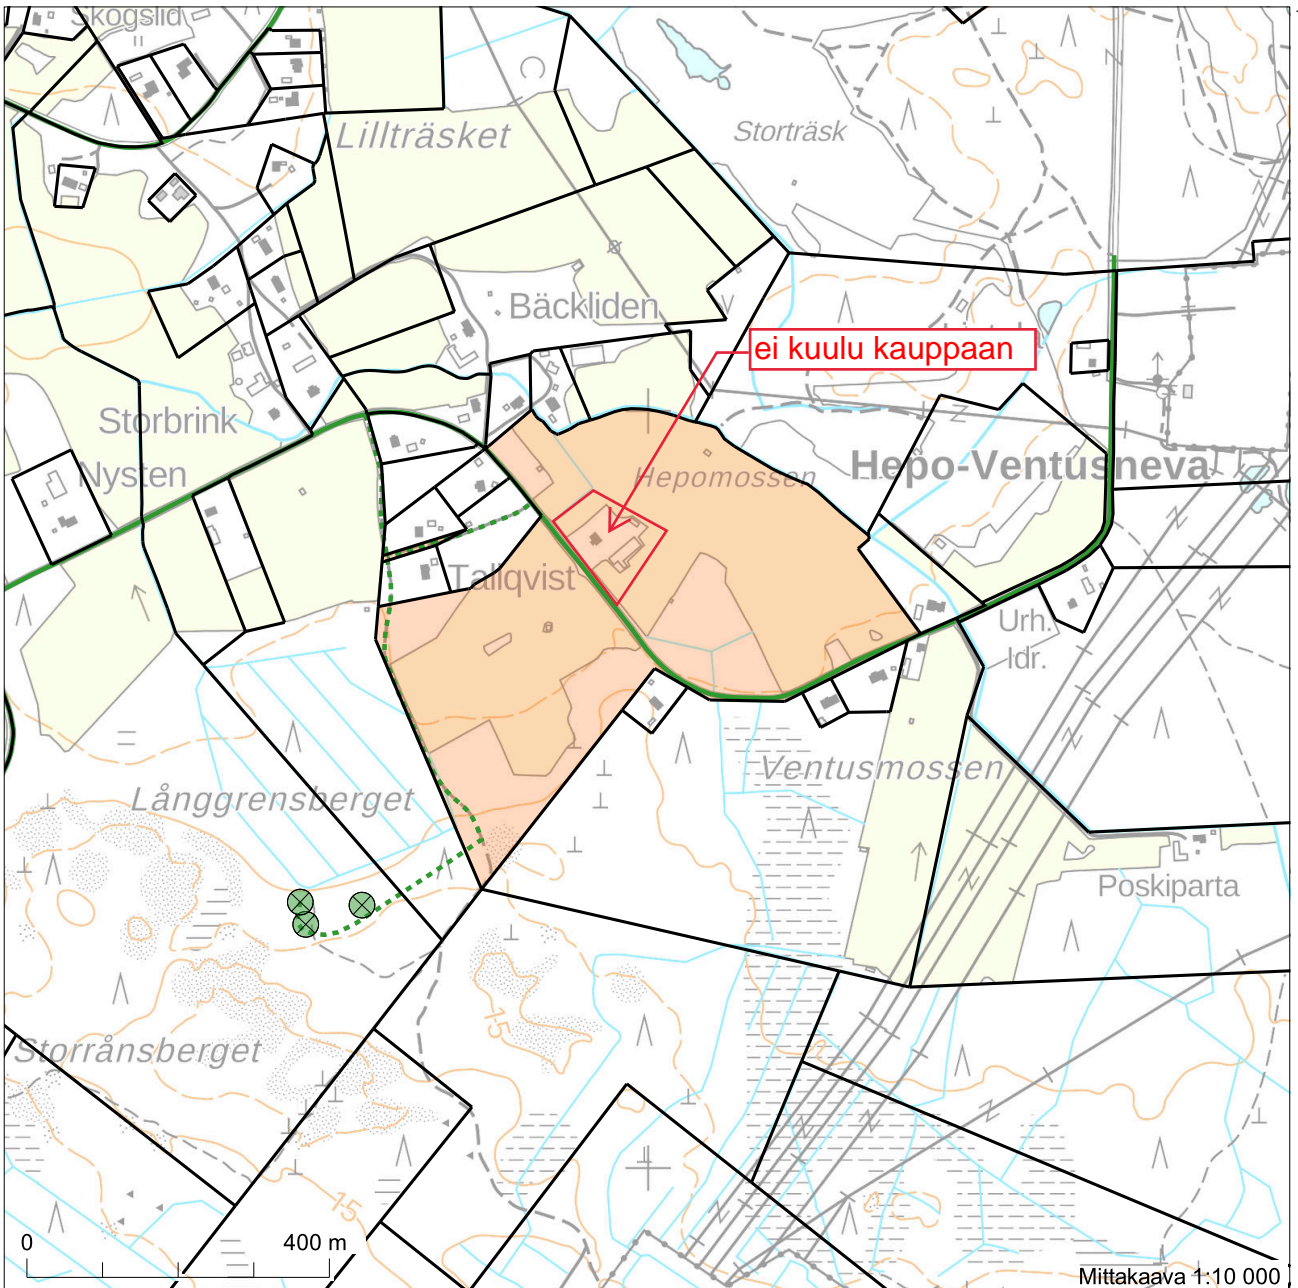 Skogslid
Lillträsket
Storträsk
Bäckliden
ei kuulu kauppaan
Storbrink
Nysten
Hepomossen
Hepo-Ventusneva
Tallqvist
Urh.
Idr.
Långgrensberget
Ventusmossen
Poskiparta
15
Storrånsberget
15
0
400 m
Mittakaava 1:10 000